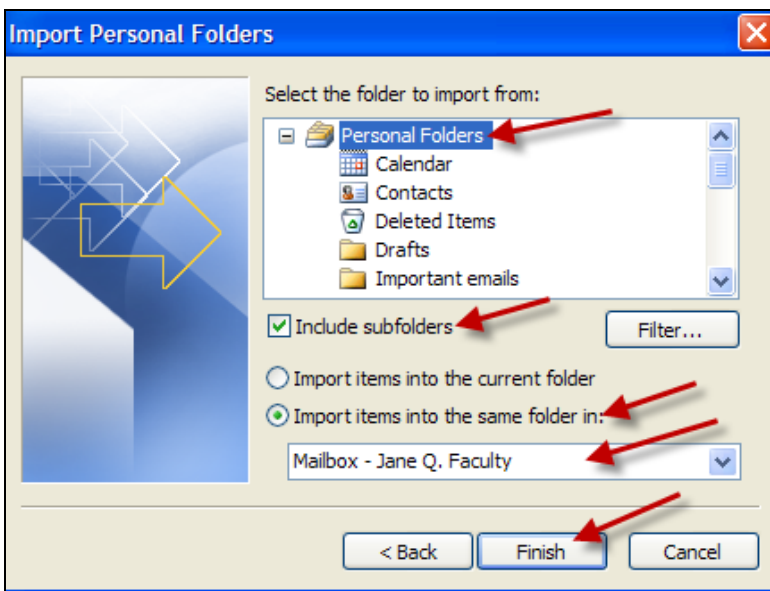 Import Personal Folders
Select the folder to import from:
Personal Folders
Calendar
Contacts
Deleted Items
Drafts
Important emails
Include subfolders
Filter...
Import items into the current folder
Import items into the same folder in:
Mailbox - Jane Q. Faculty
< Back Finish Cancel